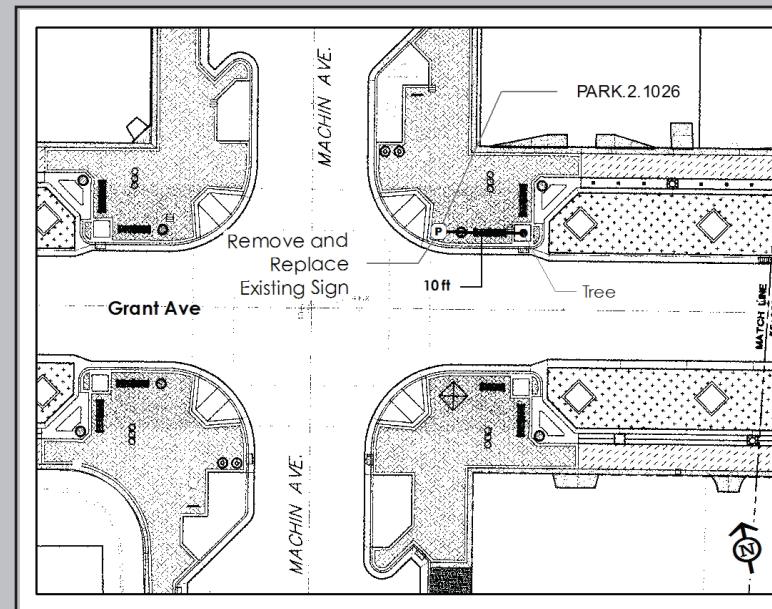 MACHIN AVE.
PARK.2.1026
P
Remove and
Replace
Existing Sign
10ft
Tree
Grant Ave
MATCH LINE
MACHIN AVE.
N